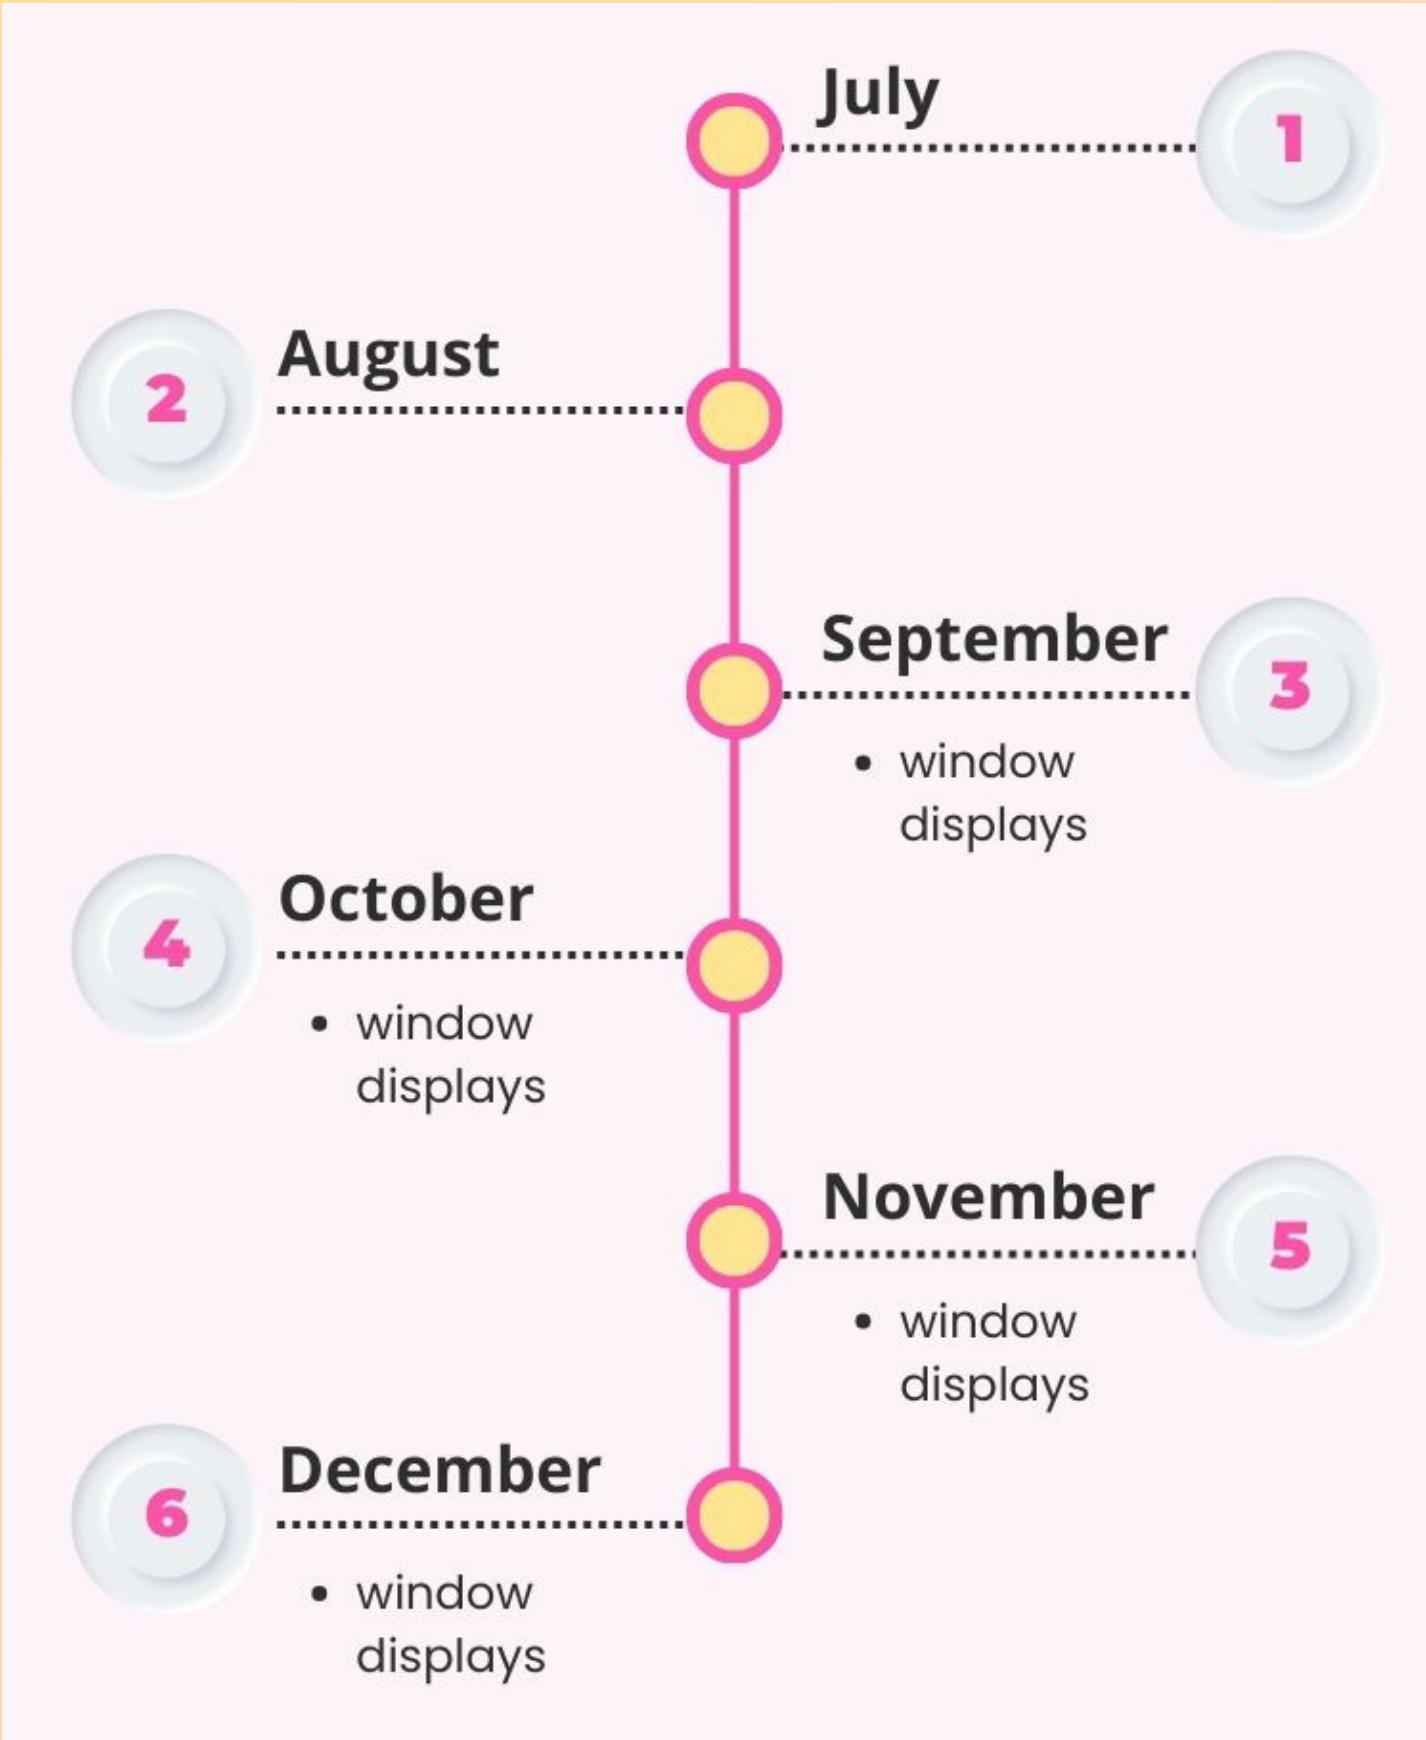 July
1
2
August
September
3
• window
displays
4
October
• window
displays
November
5
• window
displays
6
December
• window
displays